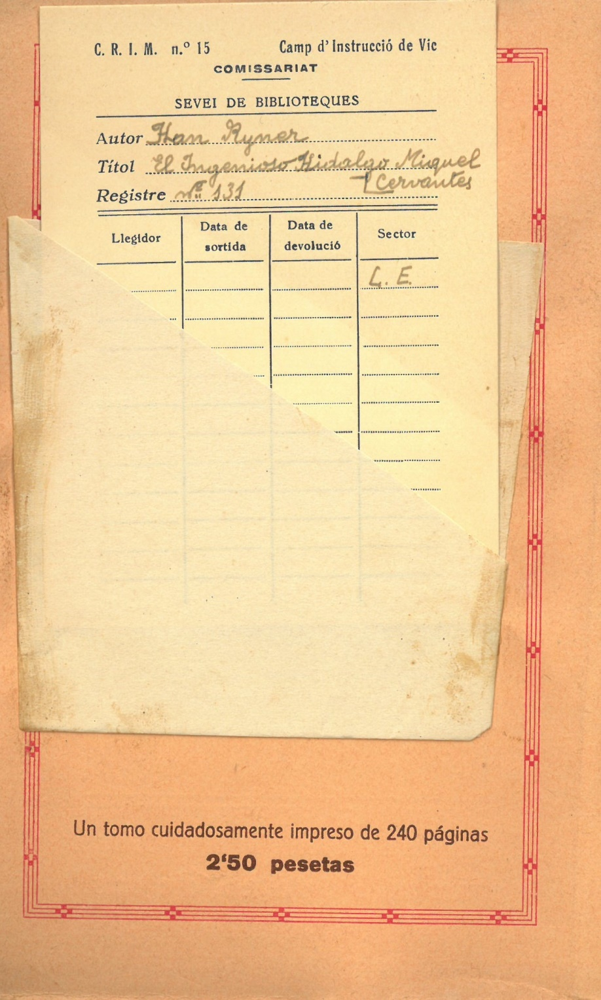 C. R. I. M. n.º 15 Camp d'Instrucció de Vic
COMISSARIAT
SEVEI DE BIBLIOTEQUES
Autor Han Ryner
Títol El Ingenioso Hidalgo Miquel
Cervantes
Registre nº 131
Llegidor Data de sortida Data de devolució Sector
L. E.
Un tomo cuidadosamente impreso de 240 páginas
2'50 pesetas